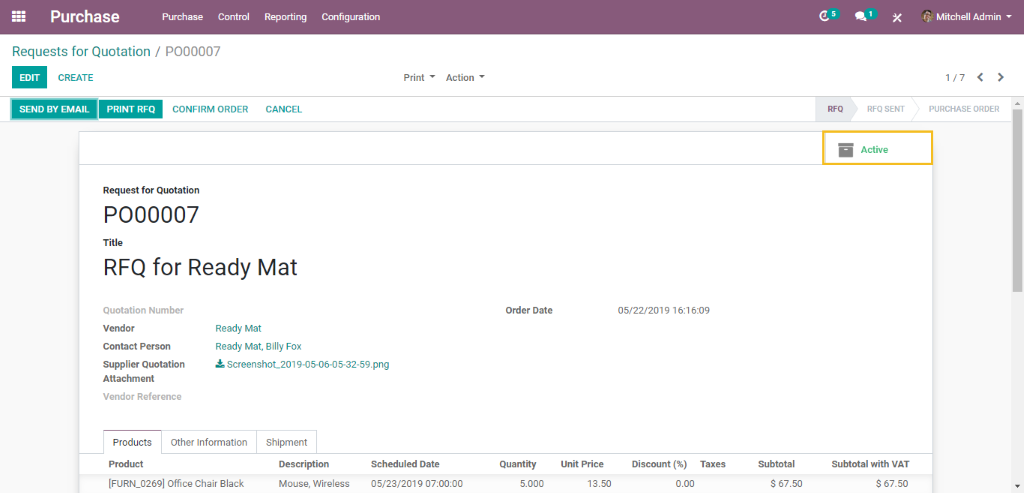 Purchase Purchase Control Reporting Configuration 5 1 Mitchell Admin
Requests for Quotation / PO00007
EDIT CREATE Print Action 1 / 7
SEND BY EMAIL PRINT RFQ CONFIRM ORDER CANCEL RFQ RFQ SENT PURCHASE ORDER
Active
Request for Quotation
PO00007
Title
RFQ for Ready Mat
Quotation Number Order Date 05/22/2019 16:16:09
Vendor Ready Mat
Contact Person Ready Mat, Billy Fox
Supplier Quotation Screenshot_2019-05-06-05-32-59.png
Attachment
Vendor Reference
Products Other Information Shipment
Product Description Scheduled Date Quantity Unit Price Discount (%) Taxes Subtotal Subtotal with VAT
[FURN_0269] Office Chair Black Mouse, Wireless 05/23/2019 07:00:00 5.000 13.50 0.00 $ 67.50 $ 67.50